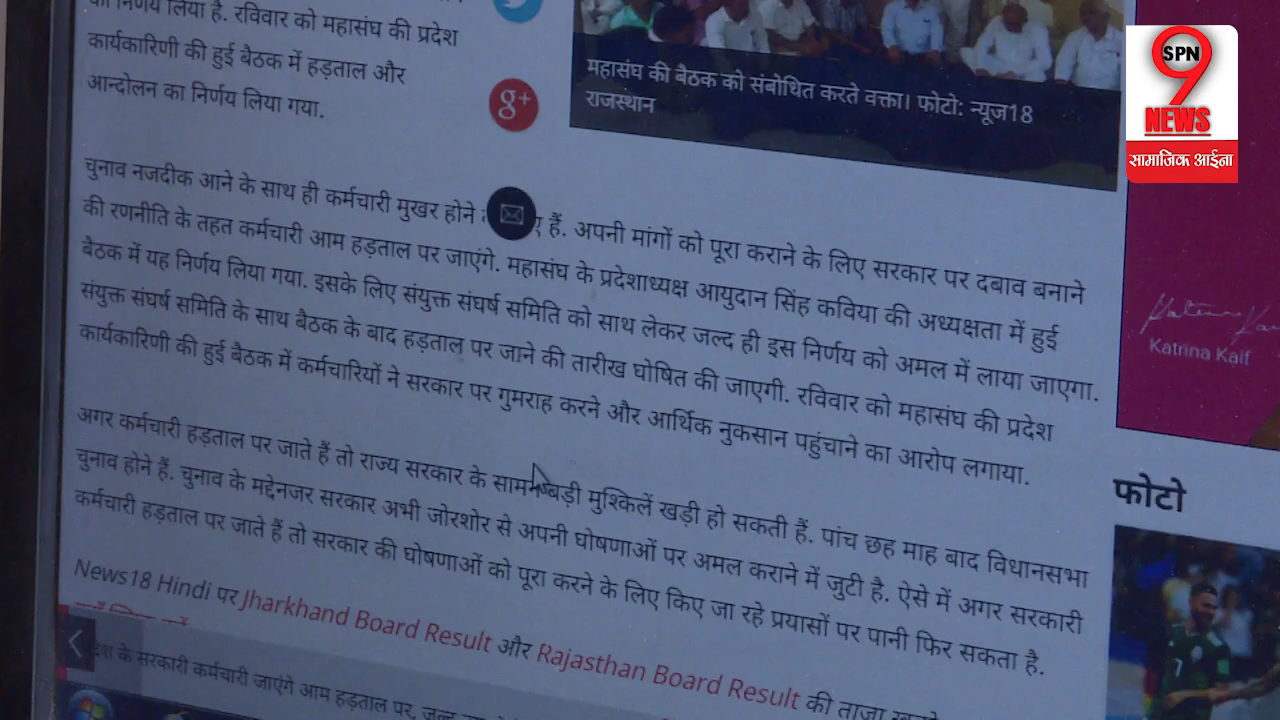 का निर्णय लिया है. रविवार को महासंघ की प्रदेश
कार्यकारिणी की हुई बैठक में हड़ताल और
आन्दोलन का निर्णय लिया गया.
g+
महासंघ की बैठक को संबोधित करते वक्ता। फोटो: न्यूज18
राजस्थान
SPN
9
NEWS
सामाजिक आईना
चुनाव नजदीक आने के साथ ही कर्मचारी मुखर होने हैं. अपनी मांगों को पूरा कराने के लिए सरकार पर दबाव बनाने
की रणनीति के तहत कर्मचारी आम हड़ताल पर जाएंगे. महासंघ के प्रदेशाध्यक्ष आयुदान सिंह कविया की अध्यक्षता में हुई
बैठक में यह निर्णय लिया गया. इसके लिए संयुक्त संघर्ष समिति को साथ लेकर जल्द ही इस निर्णय को अमल में लाया जाएगा.
संयुक्त संघर्ष समिति के साथ बैठक के बाद हड़ताल पर जाने की तारीख घोषित की जाएगी. रविवार को महासंघ की प्रदेश
कार्यकारिणी की हुई बैठक में कर्मचारियों ने सरकार पर गुमराह करने और आर्थिक नुकसान पहुंचाने का आरोप लगाया.
Katrina Kaif
अगर कर्मचारी हड़ताल पर जाते हैं तो राज्य सरकार के सामने बड़ी मुश्किलें खड़ी हो सकती हैं. पांच छह माह बाद विधानसभा
चुनाव होने हैं. चुनाव के मद्देनजर सरकार अभी जोरशोर से अपनी घोषणाओं पर अमल कराने में जुटी है. ऐसे में अगर सरकारी
कर्मचारी हड़ताल पर जाते हैं तो सरकार की घोषणाओं को पूरा करने के लिए किए जा रहे प्रयासों पर पानी फिर सकता है.
फोटो
7
News18 Hindi पर Jharkhand Board Result और Rajasthan Board Result की ताज़ा
के सरकारी कर्मचारी जाएंगे आम हड़ताल पर, जल्द